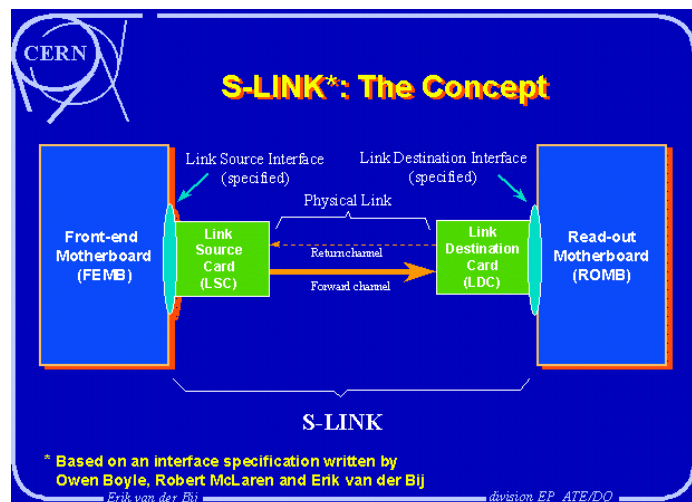 CERN
S-LINK*: The Concept
Link Source Interface
(specified)
Link Destination Interface
(specified)
Physical Link
Front-end
Motherboard
(FEMB)
Link
Source
Card
(LSC)
Return channel
Forward channel
Link
Destination
Card
(LDC)
Read-out
Motherboard
(ROMB)
S-LINK
* Based on an interface specification written by
Owen Boyle, Robert McLaren and Erik van der Bij
Erik van der Bij
division EP ATE/DQ